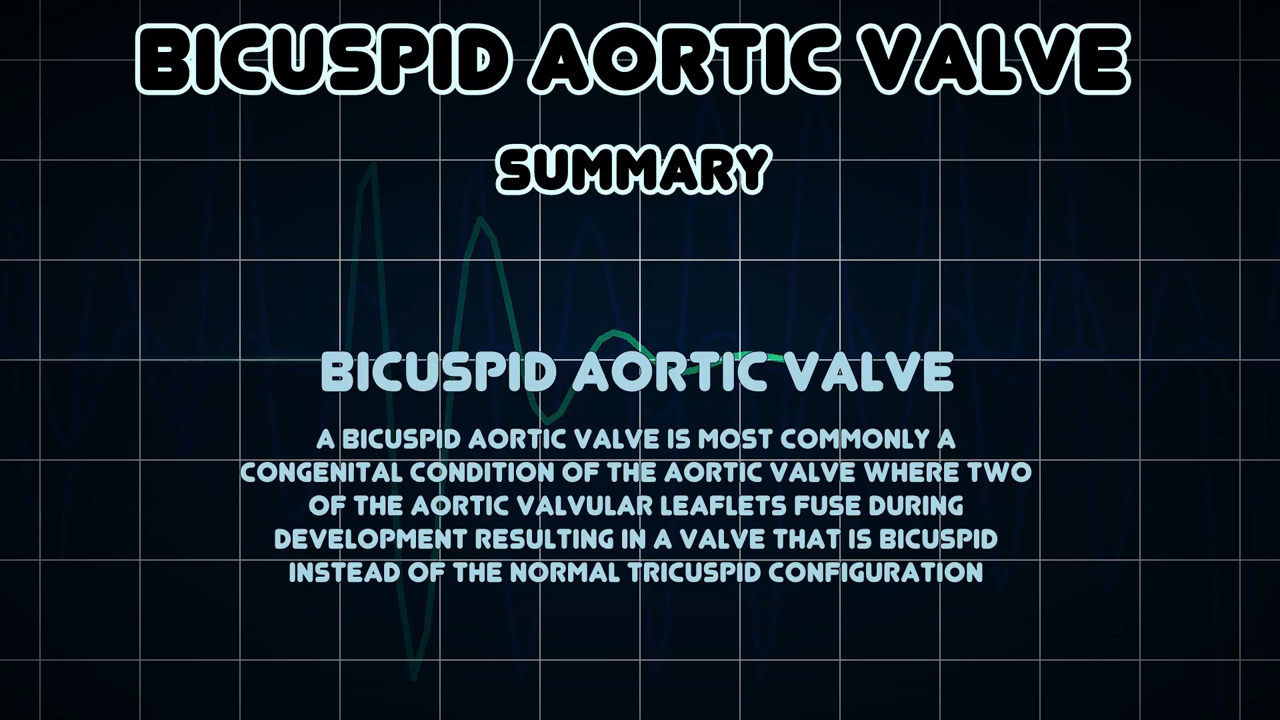 BICUSPID AORTIC VALVE
SUMMARY
BICUSPID AORTIC VALVE
A BICUSPID AORTIC VALVE IS MOST COMMONLY A
CONGENITAL CONDITION OF THE AORTIC VALVE WHERE TWO
OF THE AORTIC VALVULAR LEAFLETS FUSE DURING
DEVELOPMENT RESULTING IN A VALVE THAT IS BICUSPID
INSTEAD OF THE NORMAL TRICUSPID CONFIGURATION